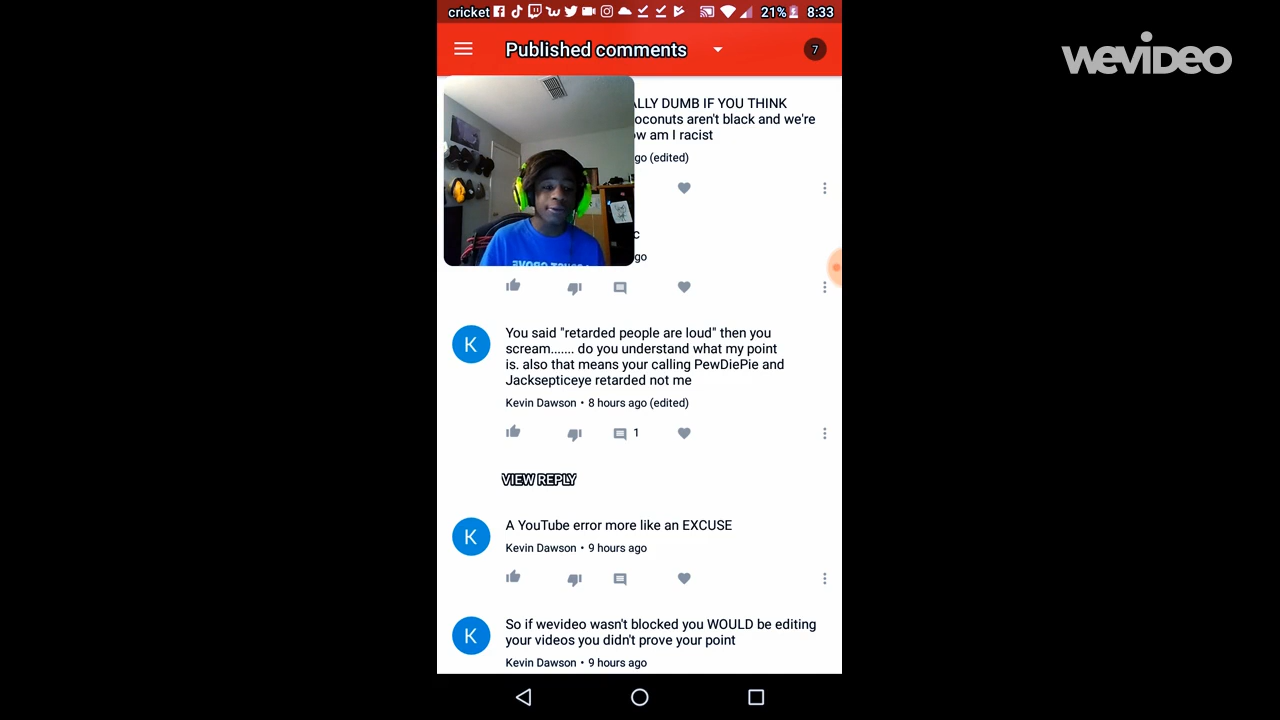 cricket 21% 8:33
WEVIDEO
Published comments 7
ALLY DUMB IF YOU THINK
oconuts aren't black and we're
ow am I racist
go (edited)
c
go
K
You said "retarded people are loud" then you
scream....... do you understand what my point
is. also that means your calling PewDiePie and
Jacksepticeye retarded not me
Kevin Dawson • 8 hours ago (edited)
1
VIEW REPLY
K
A YouTube error more like an EXCUSE
Kevin Dawson • 9 hours ago
K
So if wevideo wasn't blocked you WOULD be editing
your videos you didn't prove your point
Kevin Dawson • 9 hours ago